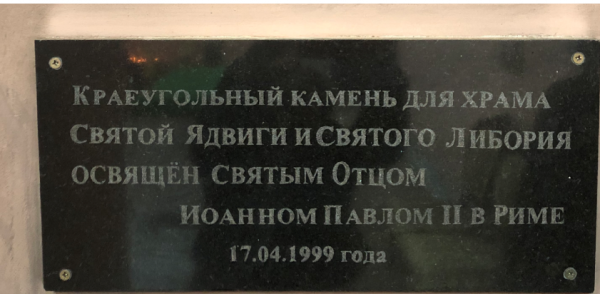 Краеугольный камень для храма
Святой Ядвиги и Святого Либория
освящён Святым Отцом
Иоанном Павлом II в Риме
17.04.1999 года